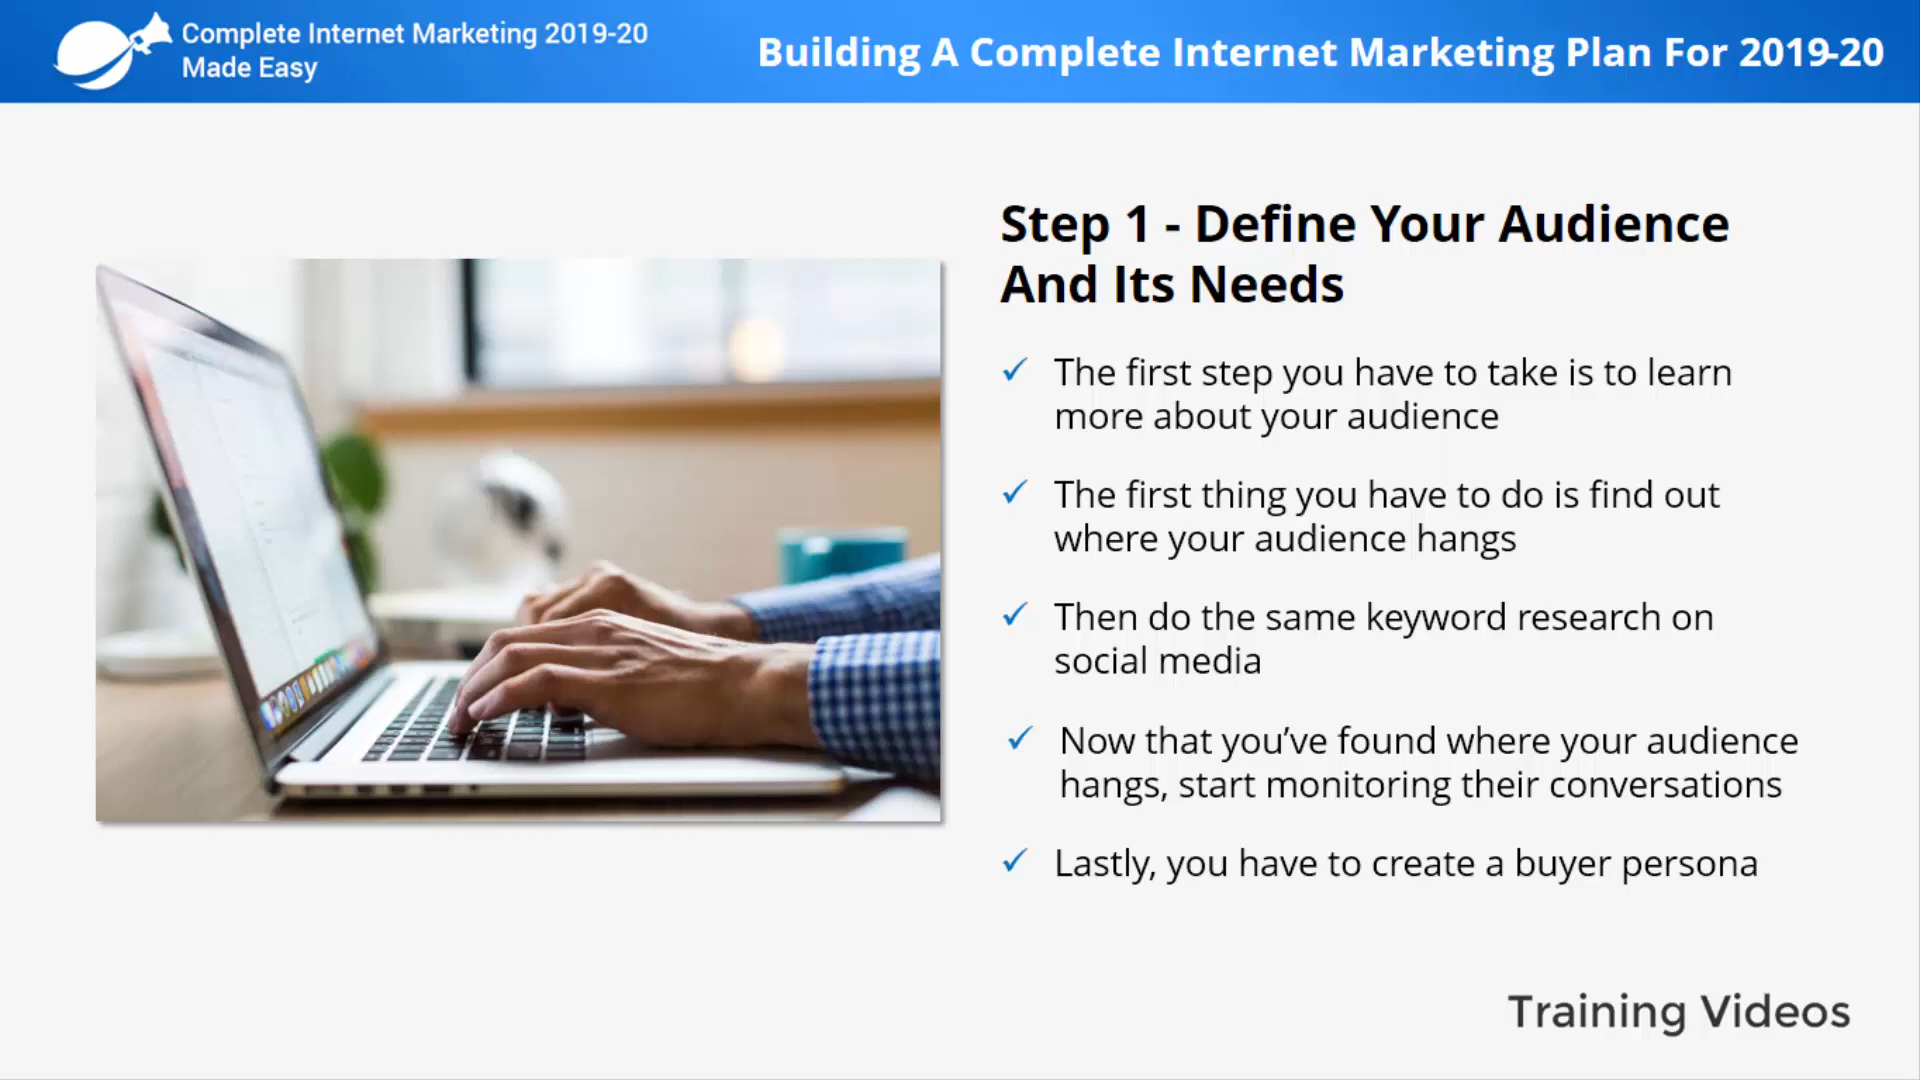 Complete Internet Marketing 2019-20
Made Easy
Building A Complete Internet Marketing Plan For 2019-20
Step 1 - Define Your Audience
And Its Needs
The first step you have to take is to learn
more about your audience
The first thing you have to do is find out
where your audience hangs
Then do the same keyword research on
social media
Now that you’ve found where your audience
hangs, start monitoring their conversations
Lastly, you have to create a buyer persona
Training Videos